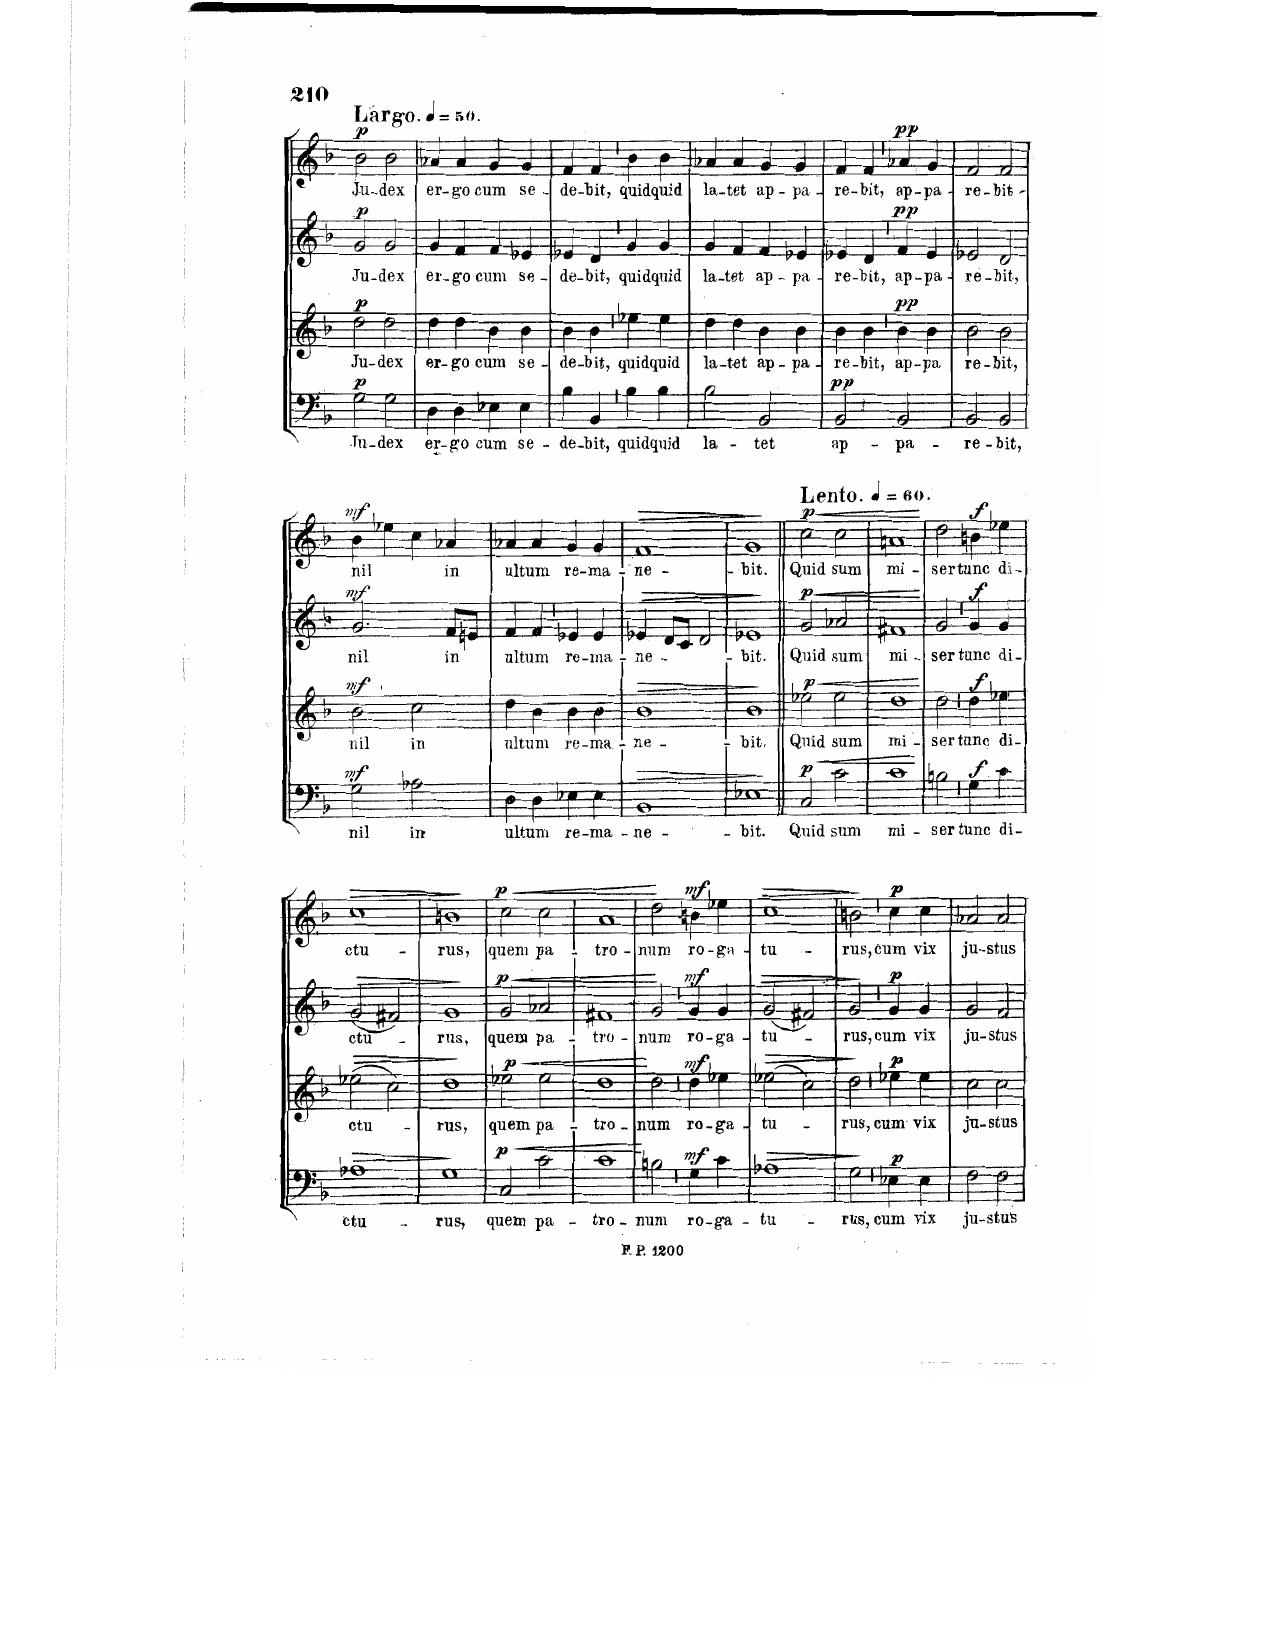 210
Largo. ♩ = 50.
p
Ju-dex er-go cum se-de-bit, quidquid la-tet ap-pa-re-bit, ap-pa-re-bit-
p
pp
Ju-dex er-go cum se-de-bit, quidquid la-tet ap-pa-re-bit, ap-pa-re-bit,
p
pp
Ju-dex er-go cum se-de-bit, quidquid la-tet ap-pa-re-bit, ap-pa re-bit,
p
pp
Ju-dex er-go cum se-de-bit, quidquid la-tet ap-pa-re-bit,
Lento. ♩ = 60.
mf
p
f
nil in ultum re-ma-ne-bit. Quid sum mi-ser tunc di-
mf
p
f
nil in ultum re-ma-ne-bit. Quid sum mi-ser tunc di-
mf
p
f
nil in ultum re-ma-ne-bit. Quid sum mi-ser tunc di-
mf
p
f
nil in ultum re-ma-ne-bit. Quid sum mi-ser tunc di-
p
mf
p
ctu-rus, quem pa-tro-num ro-ga-tu-rus, cum vix ju-stus
p
mf
p
ctu-rus, quem pa-tro-num ro-ga-tu-rus, cum vix ju-stus
p
mf
p
ctu-rus, quem pa-tro-num ro-ga-tu-rus, cum vix ju-stus
p
mf
p
ctu-rus, quem pa-tro-num ro-ga-tu-rus, cum vix ju-stus
F. P. 1200